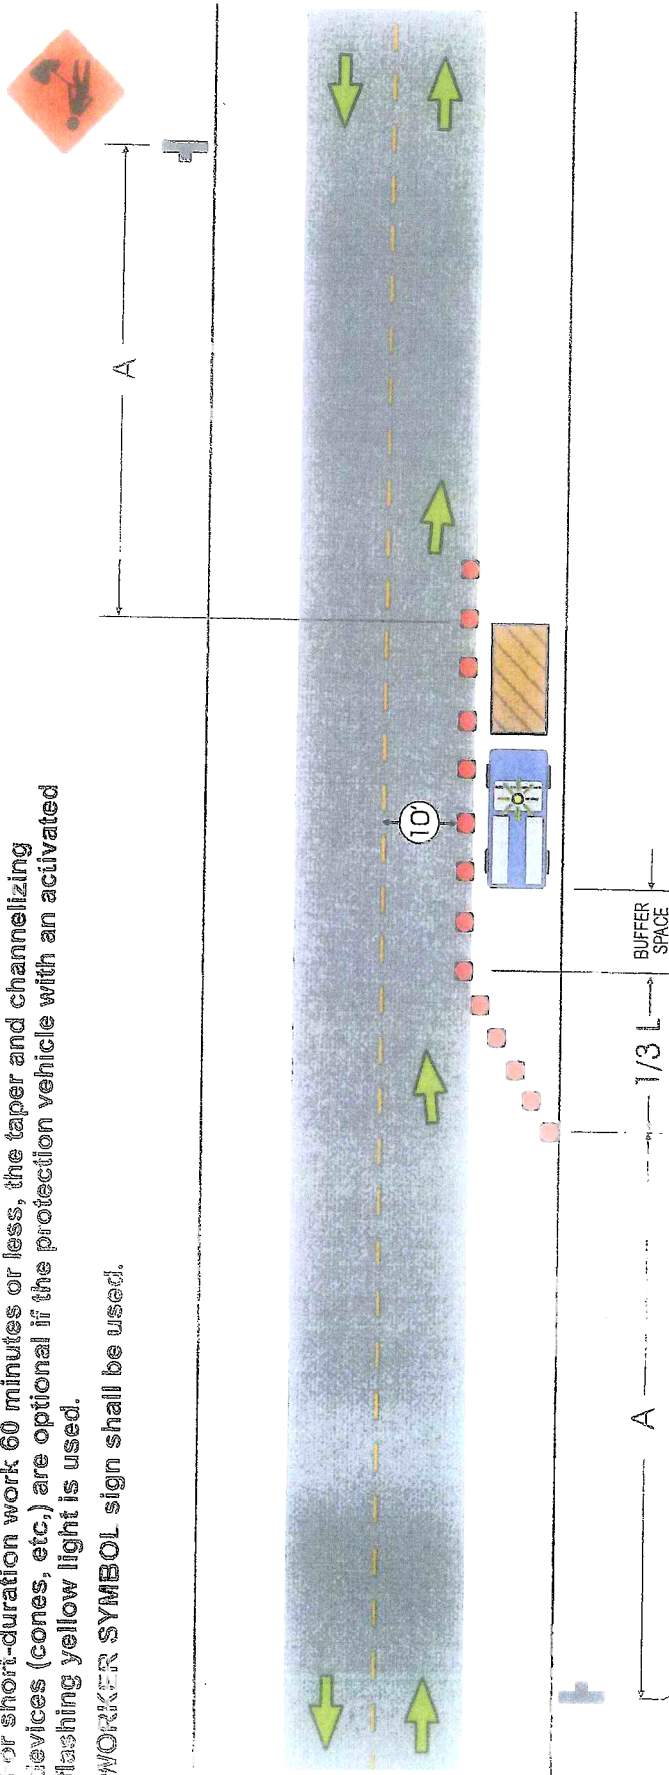 or short-duration work 60 minutes or less, the taper and channelizing
devices (cones, etc,) are optional if the protection vehicle with an activated
flashing yellow light is used.
WORKER SYMBOL sign shall be used.
A
10'
BUFFER
SPACE
1/3 L
A